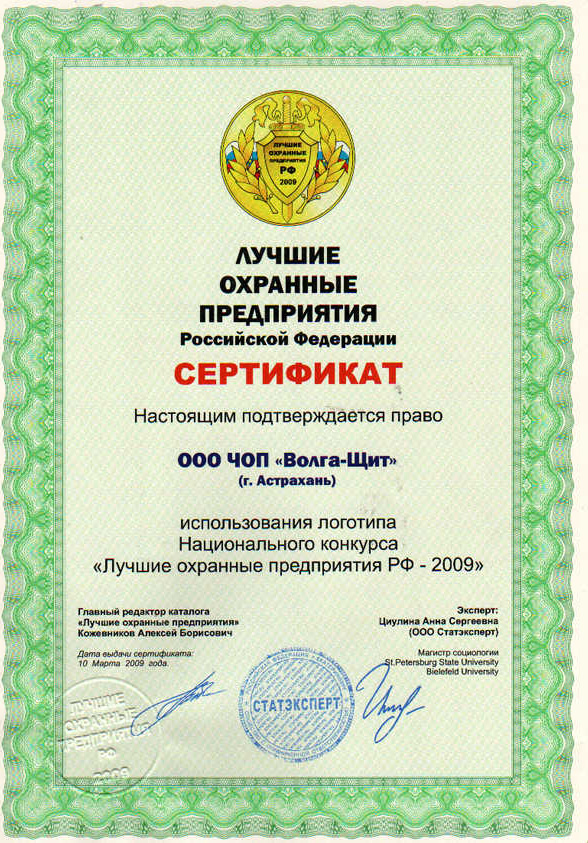 ЛУЧШИЕ
ОХРАННЫЕ
ПРЕДПРИЯТИЯ
РФ
2009
ЛУЧШИЕ
ОХРАННЫЕ
ПРЕДПРИЯТИЯ
Российской Федерации
СЕРТИФИКАТ
Настоящим подтверждается право
ООО ЧОП «Волга-Щит»
(г. Астрахань)
использования логотипа
Национального конкурса
«Лучшие охранные предприятия РФ - 2009»
Главный редактор каталога
«Лучшие охранные предприятия»
Кожевников Алексей Борисович
Дата выдачи сертификата:
10 Марта 2009 года.
Эксперт:
Циулина Анна Сергеевна
(ООО Статэксперт)
Магистр социологии
St.Petersburg State University
Bielefeld University
СТАТЭКСПЕРТ
ЛУЧШИЕ
ОХРАННЫЕ
ПРЕДПРИЯТИЯ
РФ
2009